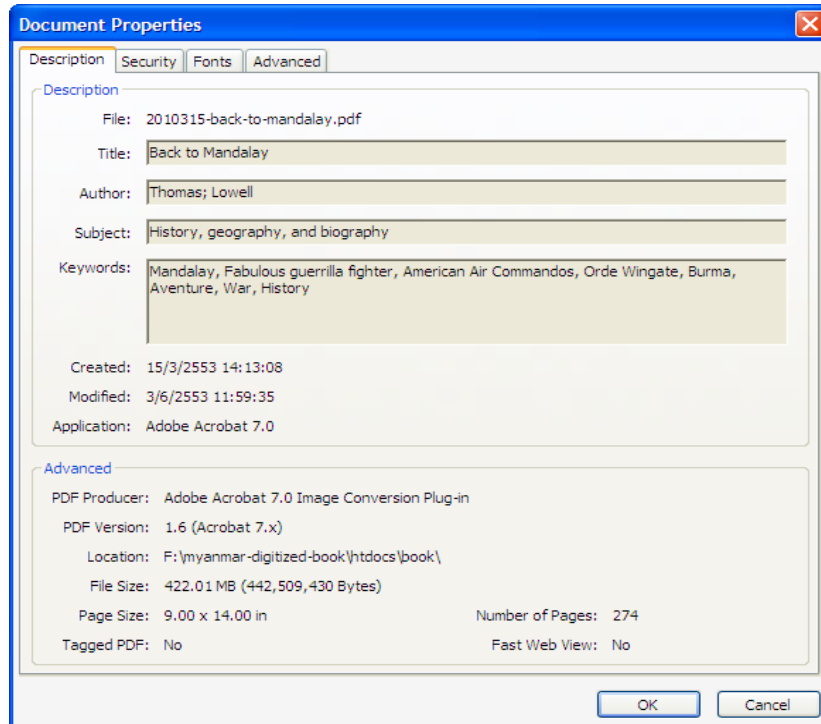 Document Properties
Description Security Fonts Advanced
Description
File: 2010315-back-to-mandalay.pdf
Title: Back to Mandalay
Author: Thomas; Lowell
Subject: History, geography, and biography
Keywords: Mandalay, Fabulous guerrilla fighter, American Air Commandos, Orde Wingate, Burma,
Aventure, War, History
Created: 15/3/2553 14:13:08
Modified: 3/6/2553 11:59:35
Application: Adobe Acrobat 7.0
Advanced
PDF Producer: Adobe Acrobat 7.0 Image Conversion Plug-in
PDF Version: 1.6 (Acrobat 7.x)
Location: F:\myanmar-digitized-book\htdocs\book\
File Size: 422.01 MB (442,509,430 Bytes)
Page Size: 9.00 x 14.00 in Number of Pages: 274
Tagged PDF: No Fast Web View: No
OK Cancel